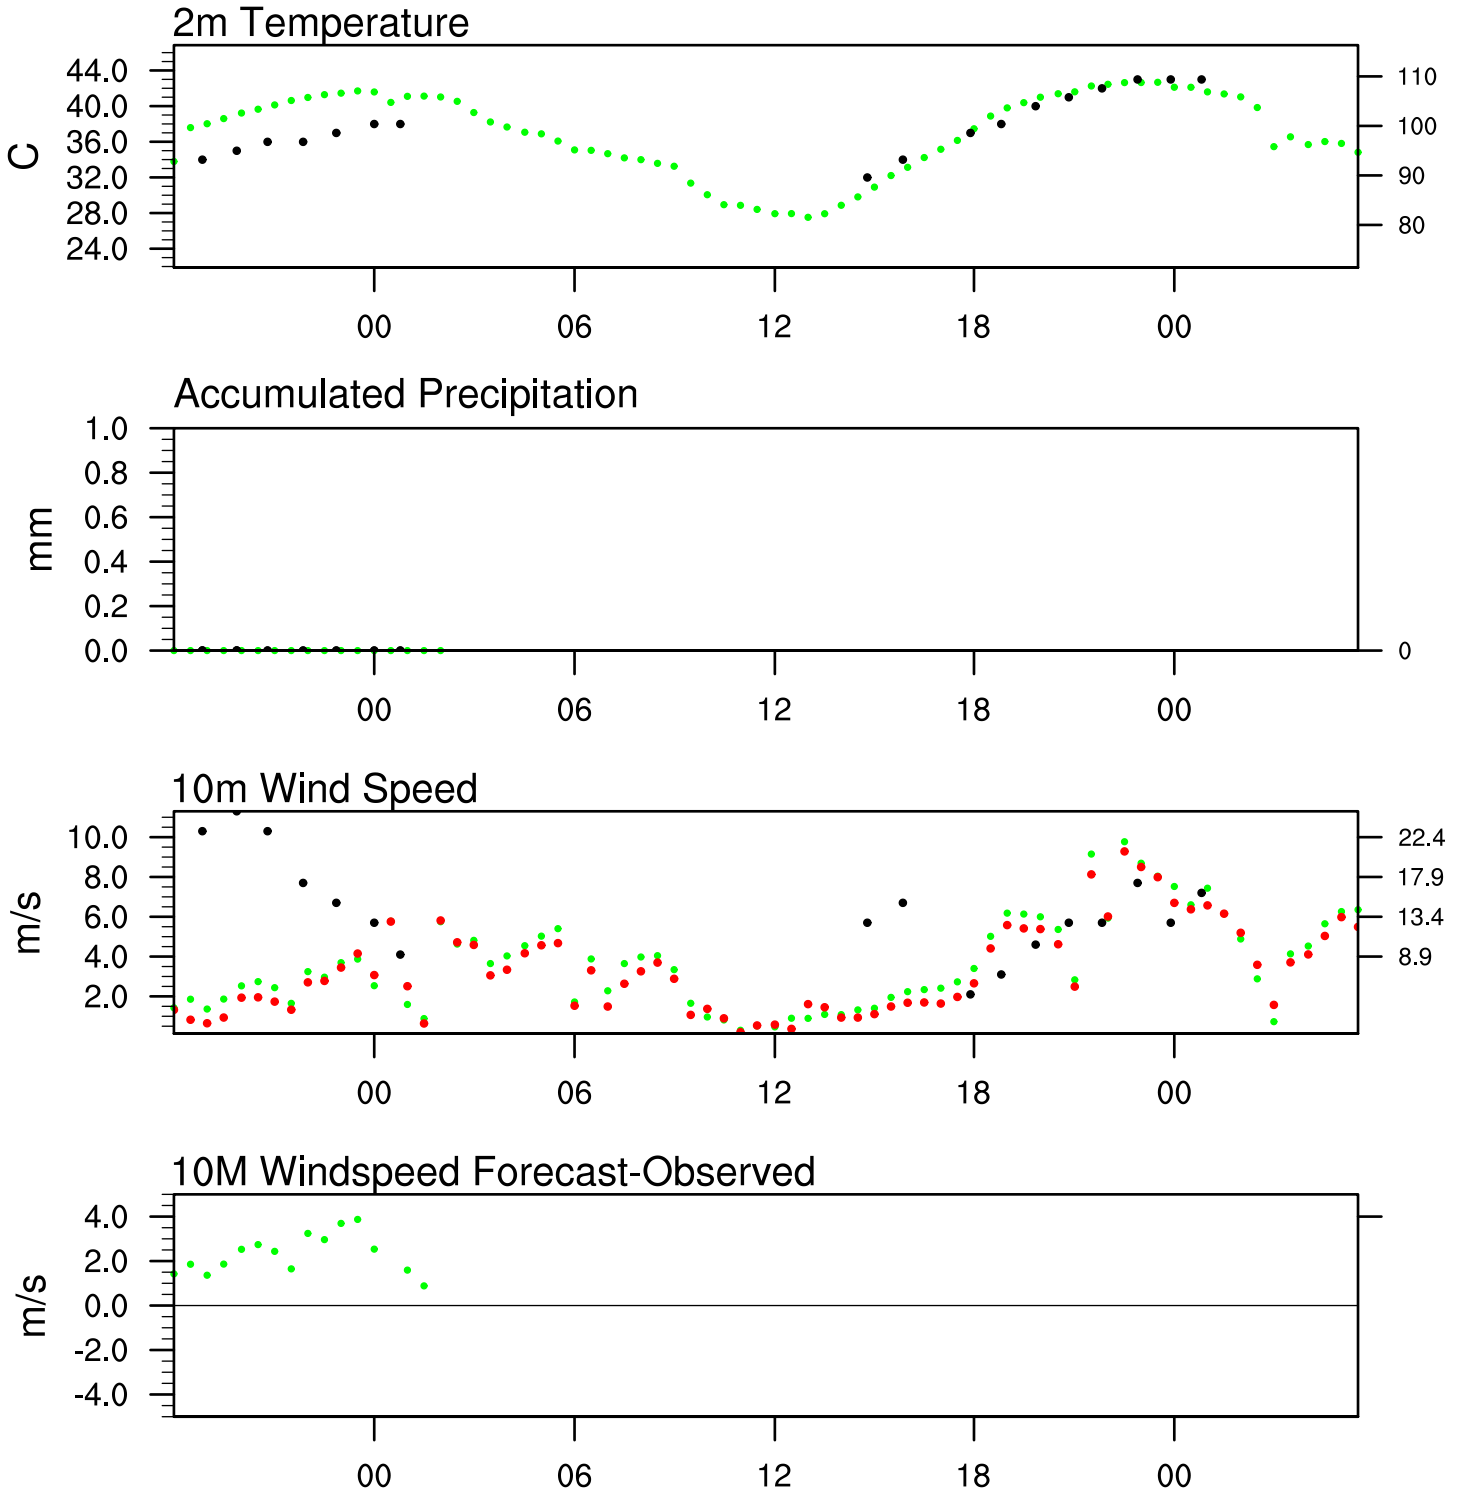 2m Temperature
44.0
40.0
36.0
32.0
28.0
24.0
C
110
100
90
80
00 06 12 18 00
Accumulated Precipitation
1.0
0.8
0.6
0.4
0.2
0.0
mm
0
00 06 12 18 00
10m Wind Speed
10.0
8.0
6.0
4.0
2.0
m/s
22.4
17.9
13.4
8.9
00 06 12 18 00
10M Windspeed Forecast-Observed
4.0
2.0
0.0
-2.0
-4.0
m/s
00 06 12 18 00